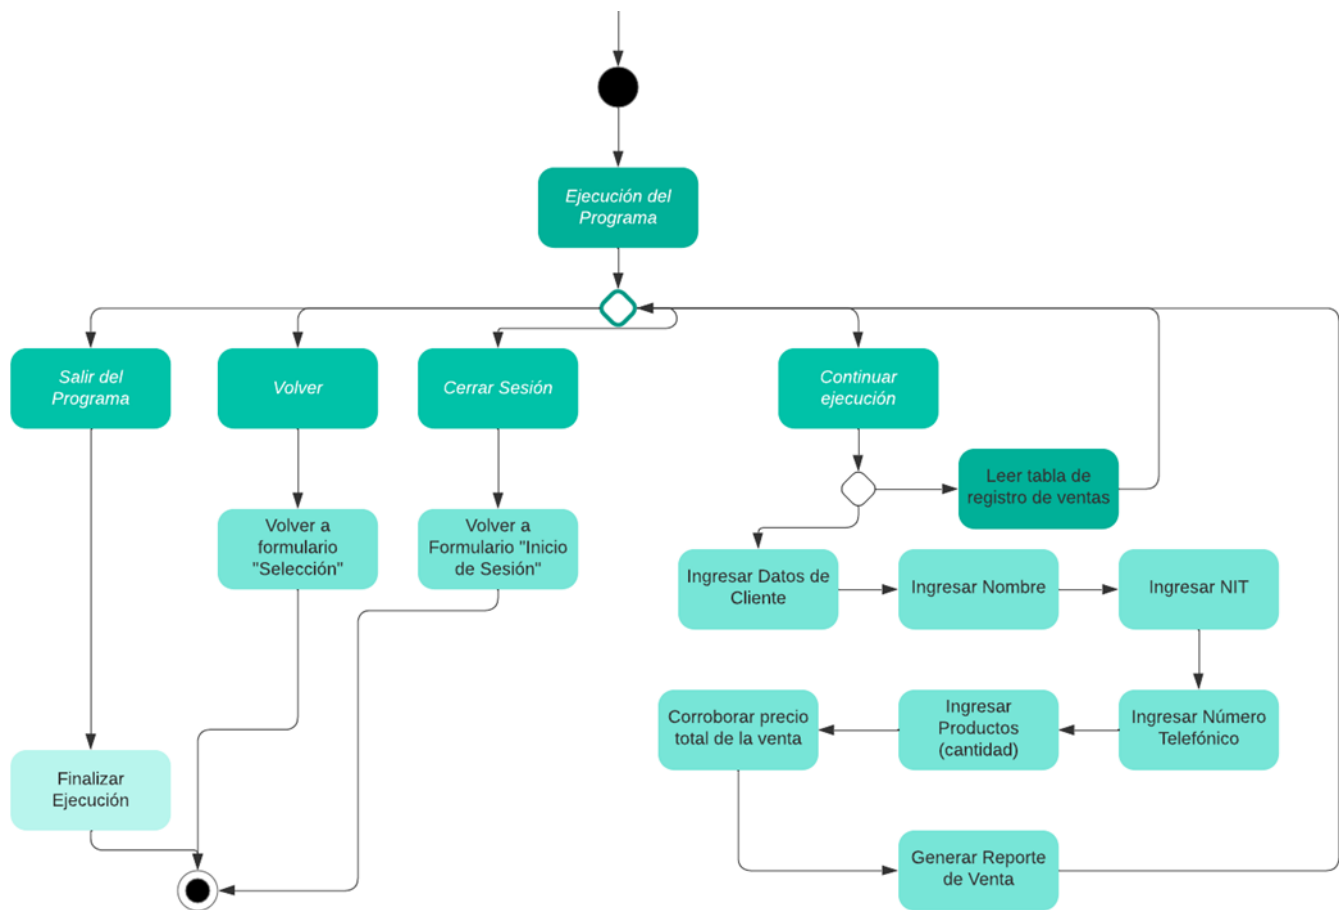 Ejecución del
Programa
Salir del
Programa
Volver
Cerrar Sesión
Continuar
ejecución
Leer tabla de
registro de ventas
Volver a
formulario
"Selección"
Volver a
Formulario "Inicio
de Sesión"
Ingresar Datos de
Cliente
Ingresar Nombre
Ingresar NIT
Ingresar Número
Telefónico
Ingresar
Productos
(cantidad)
Corroborar precio
total de la venta
Finalizar
Ejecución
Generar Reporte
de Venta